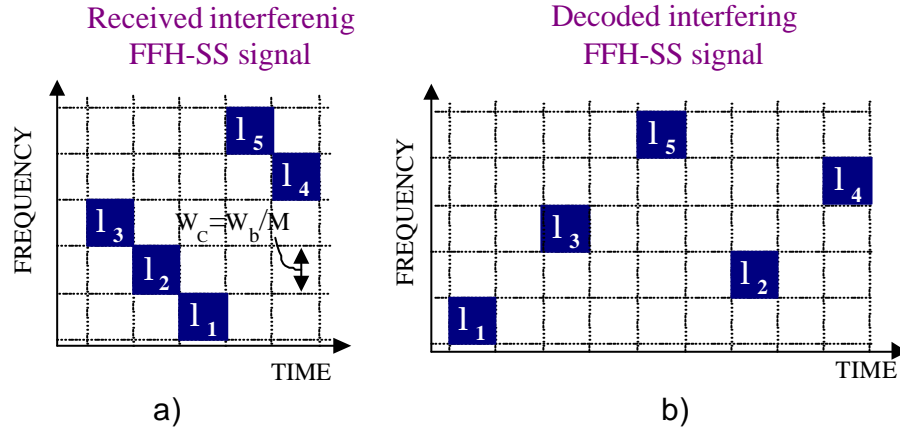 Received interferenig
FFH-SS signal
FREQUENCY
l5
l4
l3
Wc=Wb/M
l2
l1
TIME
a)
Decoded interfering
FFH-SS signal
FREQUENCY
l5
l4
l3
l2
l1
TIME
b)